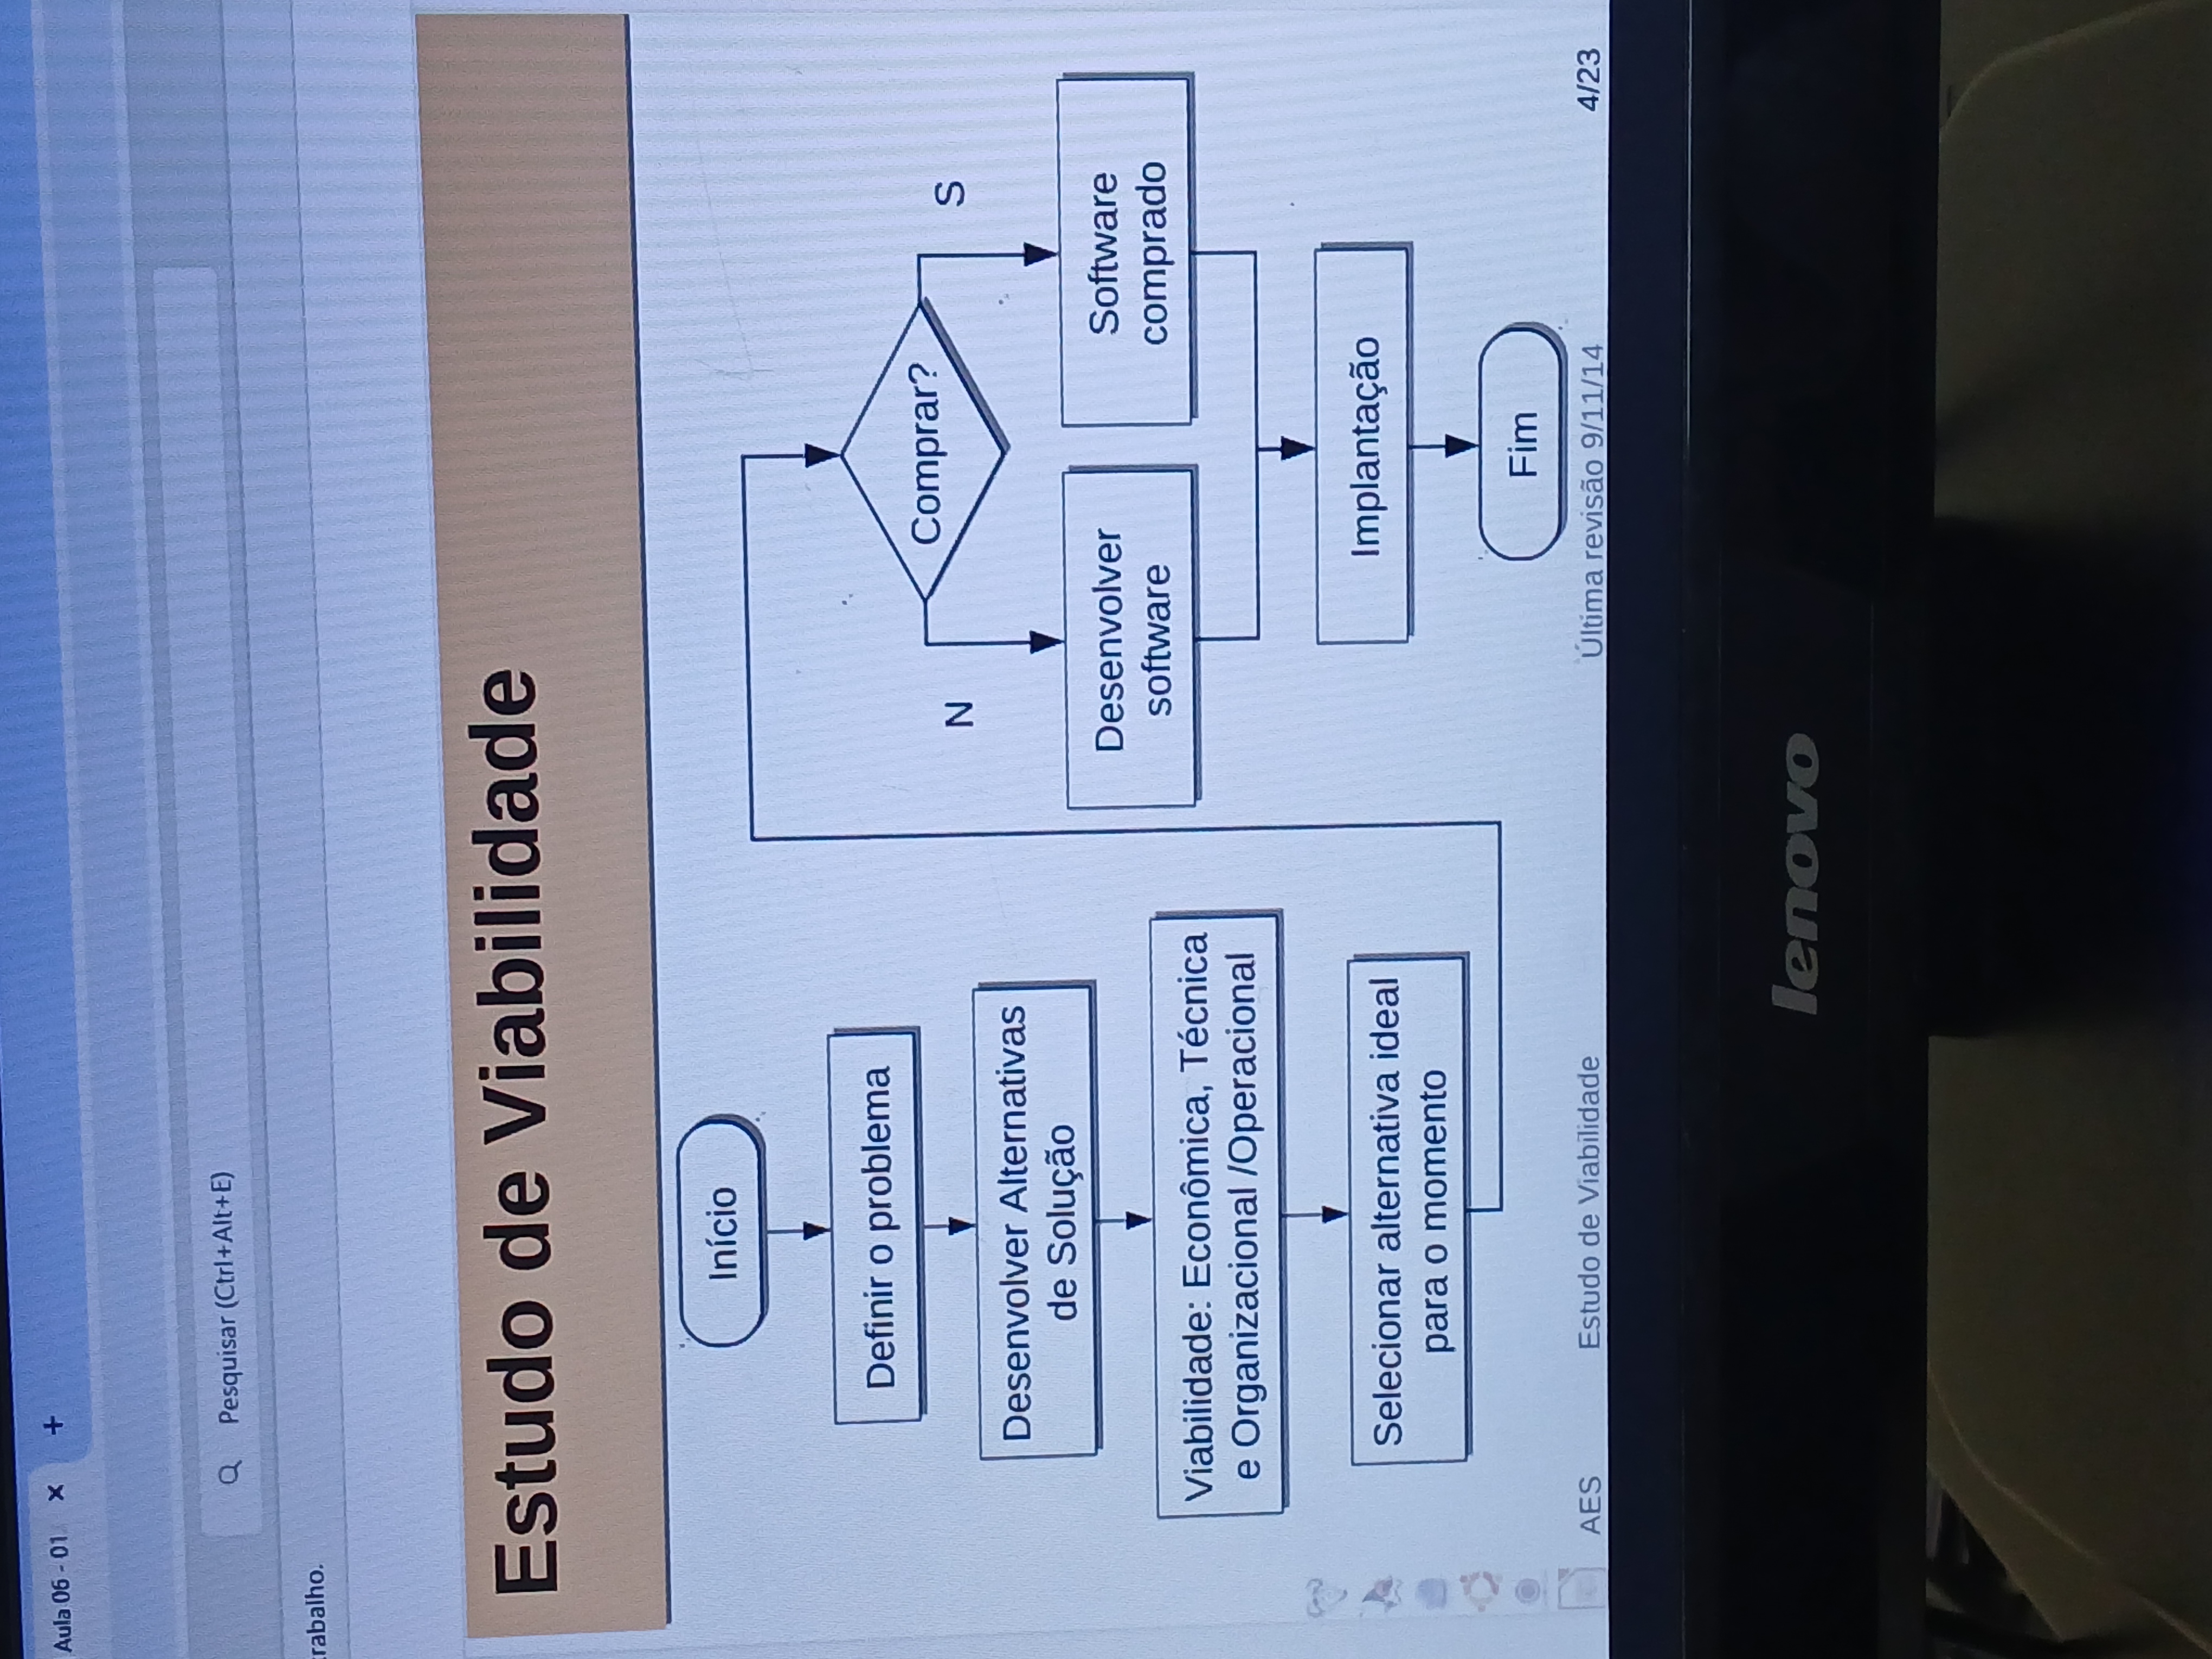 Aula 06 - 01
Pesquisar (Ctrl+Alt+E)
rabalho.
Estudo de Viabilidade
Início
Definir o problema
Desenvolver Alternativas
de Solução
Viabilidade: Econômica, Técnica
e Organizacional /Operacional
Selecionar alternativa ideal
para o momento
Comprar?
N
S
Desenvolver
software
Software
comprado
Implantação
Fim
AES
Estudo de Viabilidade
Última revisão 9/11/14
4/23
lenovo